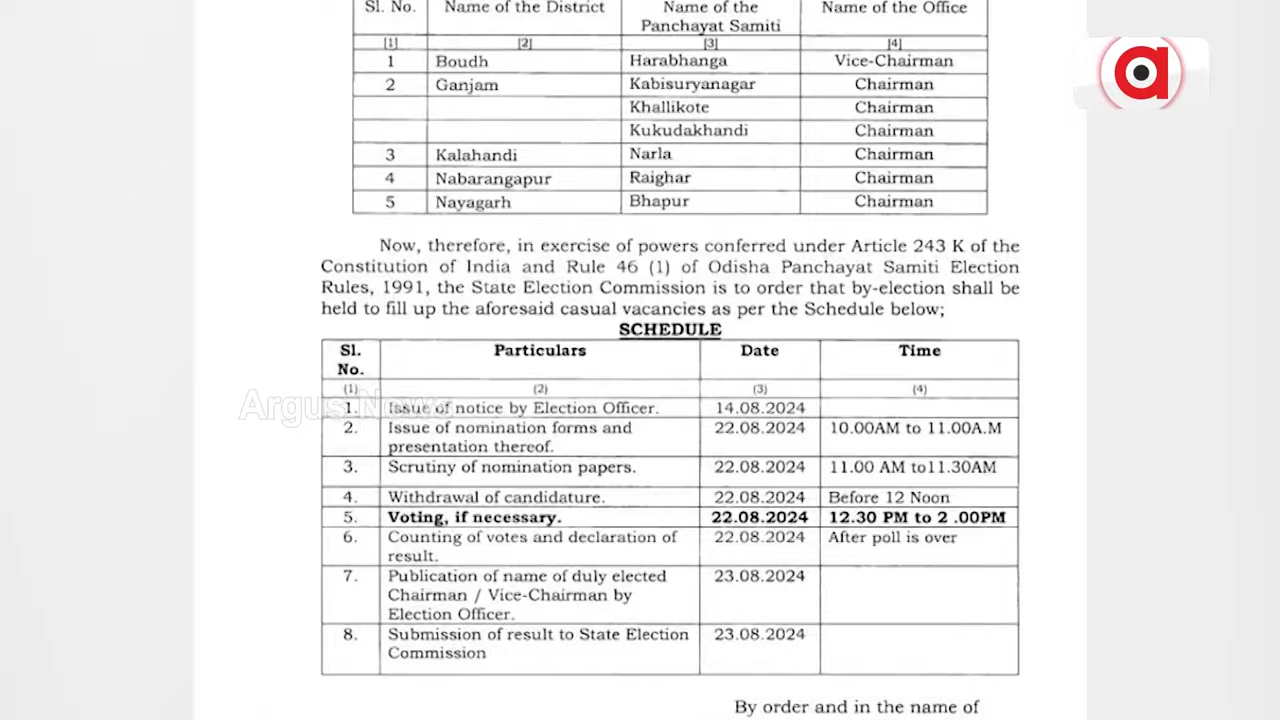 Sl. No. Name of the District Name of the Name of the Office
Panchayat Samiti
[1] [2] [3] [4]
1 Boudh Harabhanga Vice-Chairman
2 Ganjam Kabisuryanagar Chairman
Khallikote Chairman
Kukudakhandi Chairman
3 Kalahandi Narla Chairman
4 Nabarangapur Raighar Chairman
5 Nayagarh Bhapur Chairman
Now, therefore, in exercise of powers conferred under Article 243 K of the
Constitution of India and Rule 46 (1) of Odisha Panchayat Samiti Election
Rules, 1991, the State Election Commission is to order that by-election shall be
held to fill up the aforesaid casual vacancies as per the Schedule below;
SCHEDULE
Sl. Particulars Date Time
No.
(1) (2) (3) (4)
Argus News
1. Issue of notice by Election Officer. 14.08.2024
2. Issue of nomination forms and 22.08.2024 10.00AM to 11.00A.M
presentation thereof.
3. Scrutiny of nomination papers. 22.08.2024 11.00 AM to11.30AM
4. Withdrawal of candidature. 22.08.2024 Before 12 Noon
5. Voting, if necessary. 22.08.2024 12.30 PM to 2 .00PM
6. Counting of votes and declaration of 22.08.2024 After poll is over
result.
7. Publication of name of duly elected 23.08.2024
Chairman / Vice-Chairman by
Election Officer.
8. Submission of result to State Election 23.08.2024
Commission
By order and in the name of